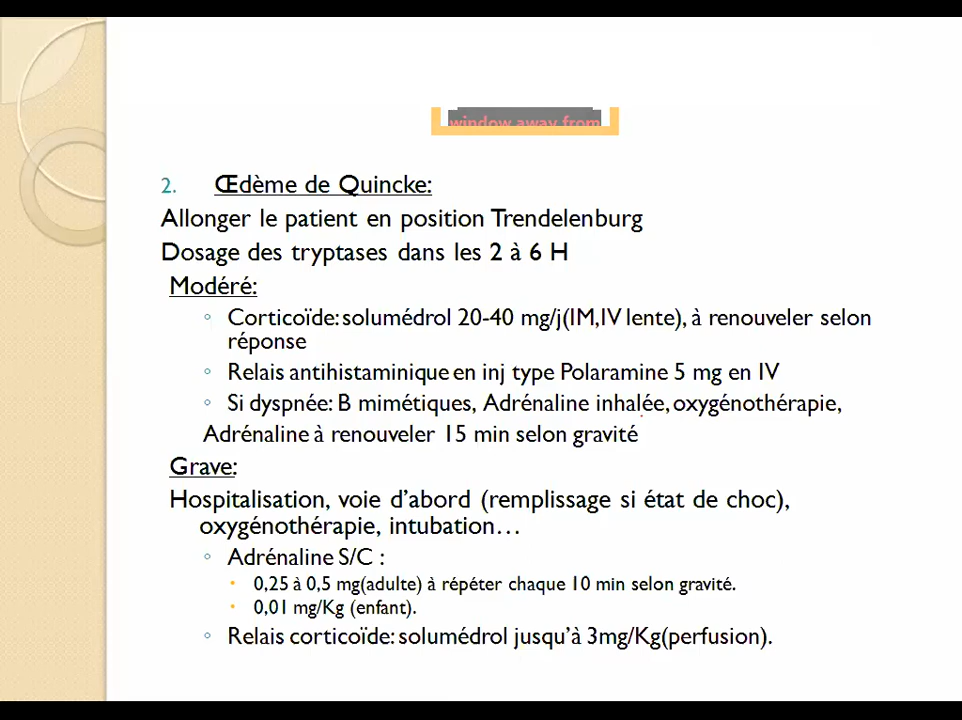 window away from
2. Œdème de Quincke:
Allonger le patient en position Trendelenburg
Dosage des tryptases dans les 2 à 6 H
Modéré:
◦ Corticoïde: solumédrol 20-40 mg/j(IM,IV lente), à renouveler selon
réponse
◦ Relais antihistaminique en inj type Polaramine 5 mg en IV
◦ Si dyspnée: B mimétiques, Adrénaline inhalée, oxygénothérapie,
Adrénaline à renouveler 15 min selon gravité
Grave:
Hospitalisation, voie d’abord (remplissage si état de choc),
oxygénothérapie, intubation…
◦ Adrénaline S/C :
• 0,25 à 0,5 mg(adulte) à répéter chaque 10 min selon gravité.
• 0,01 mg/Kg (enfant).
◦ Relais corticoïde: solumédrol jusqu’à 3mg/Kg(perfusion).